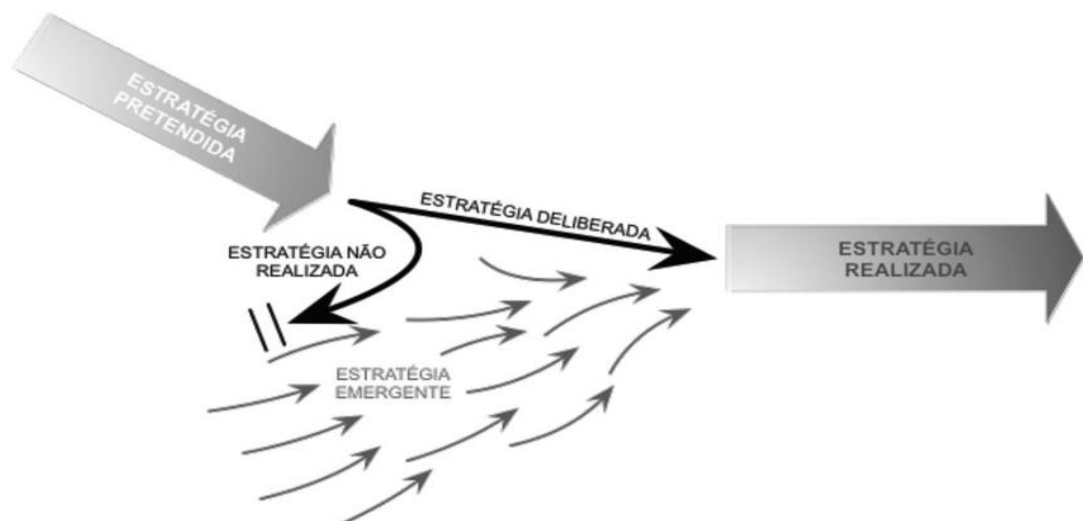 ESTRATÉGIA
PRETENDIDA
ESTRATÉGIA DELIBERADA
ESTRATÉGIA NÃO
REALIZADA
ESTRATÉGIA
REALIZADA
ESTRATÉGIA
EMERGENTE